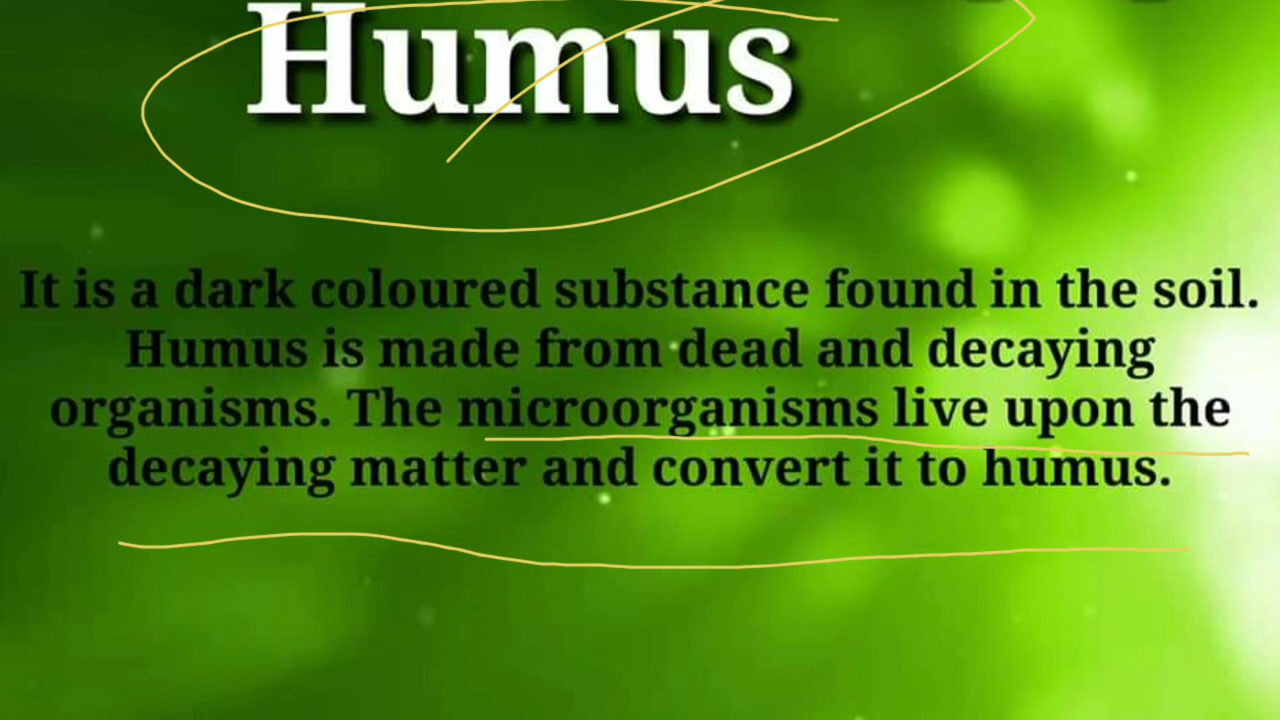 Humus
It is a dark coloured substance found in the soil.
Humus is made from dead and decaying
organisms. The microorganisms live upon the
decaying matter and convert it to humus.